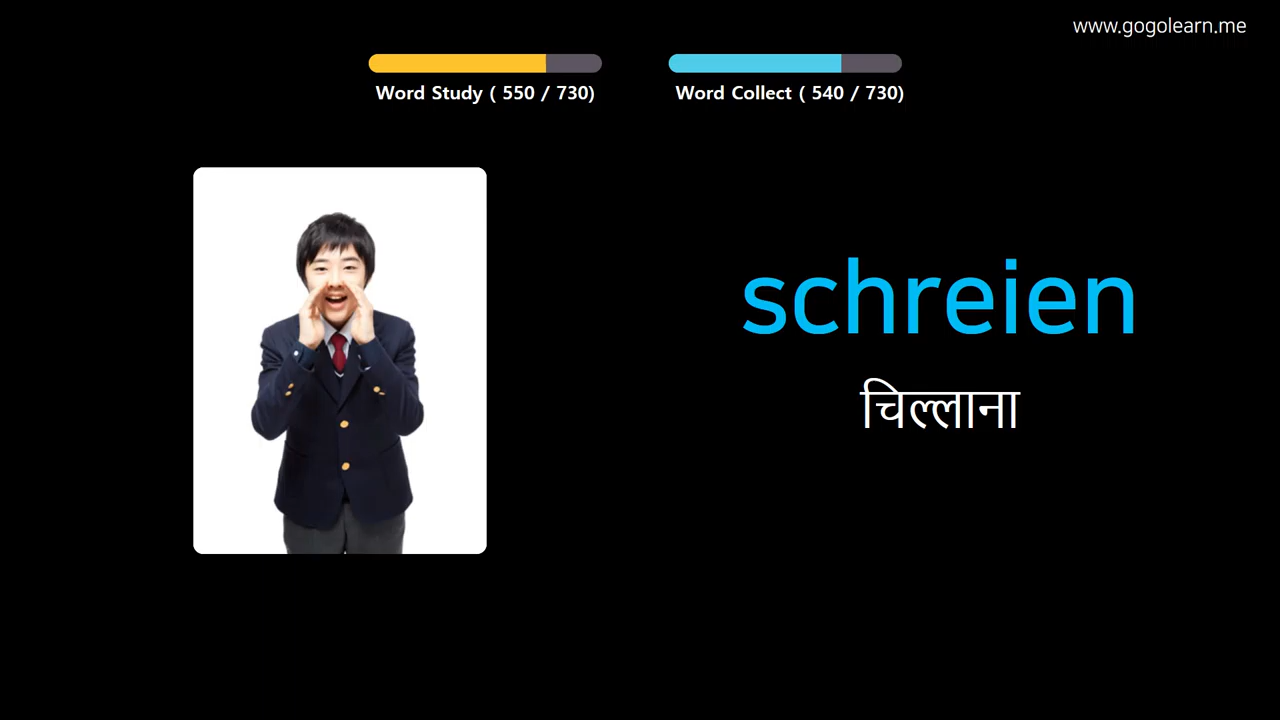 www.gogolearn.me
Word Study ( 550 / 730)
Word Collect ( 540 / 730)
schreien
चिल्लाना